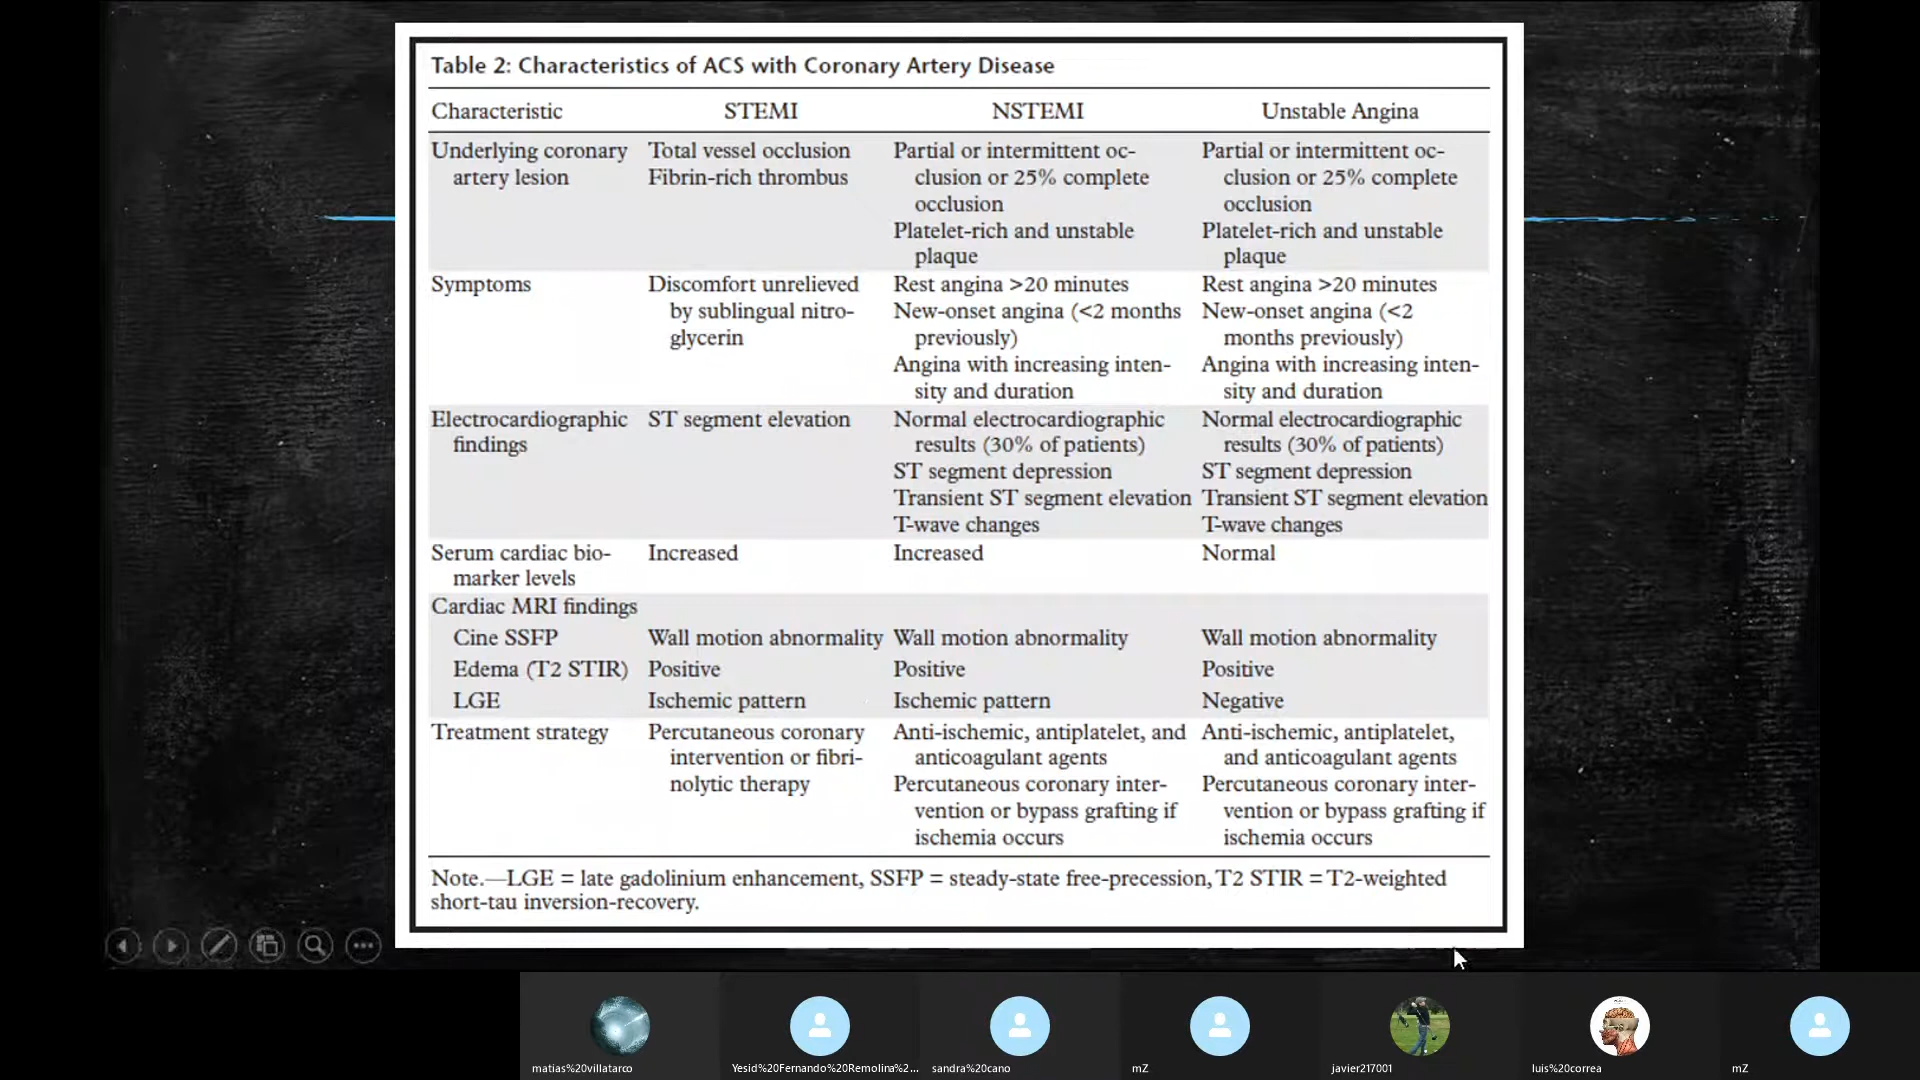 Table 2: Characteristics of ACS with Coronary Artery Disease
Characteristic STEMI NSTEMI Unstable Angina
Underlying coronary Total vessel occlusion Partial or intermittent oc- Partial or intermittent oc-
artery lesion Fibrin-rich thrombus clusion or 25% complete clusion or 25% complete
occlusion occlusion
Platelet-rich and unstable Platelet-rich and unstable
plaque plaque
Symptoms Discomfort unrelieved Rest angina >20 minutes Rest angina >20 minutes
by sublingual nitro- New-onset angina (<2 months New-onset angina (<2
glycerin previously) months previously)
Angina with increasing inten- Angina with increasing inten-
sity and duration sity and duration
Electrocardiographic ST segment elevation Normal electrocardiographic Normal electrocardiographic
findings results (30% of patients) results (30% of patients)
ST segment depression ST segment depression
Transient ST segment elevation Transient ST segment elevation
T-wave changes T-wave changes
Serum cardiac bio- Increased Increased Normal
marker levels
Cardiac MRI findings
Cine SSFP Wall motion abnormality Wall motion abnormality Wall motion abnormality
Edema (T2 STIR) Positive Positive Positive
LGE Ischemic pattern Ischemic pattern Negative
Treatment strategy Percutaneous coronary Anti-ischemic, antiplatelet, and Anti-ischemic, antiplatelet,
intervention or fibri- anticoagulant agents and anticoagulant agents
nolytic therapy Percutaneous coronary inter- Percutaneous coronary inter-
vention or bypass grafting if vention or bypass grafting if
ischemia occurs ischemia occurs
Note.—LGE = late gadolinium enhancement, SSFP = steady-state free-precession, T2 STIR = T2-weighted
short-tau inversion-recovery.
matias%20villatarco Yesid%20Fernando%20Remolina%2... sandra%20cano mZ javier217001 luis%20correa mZ